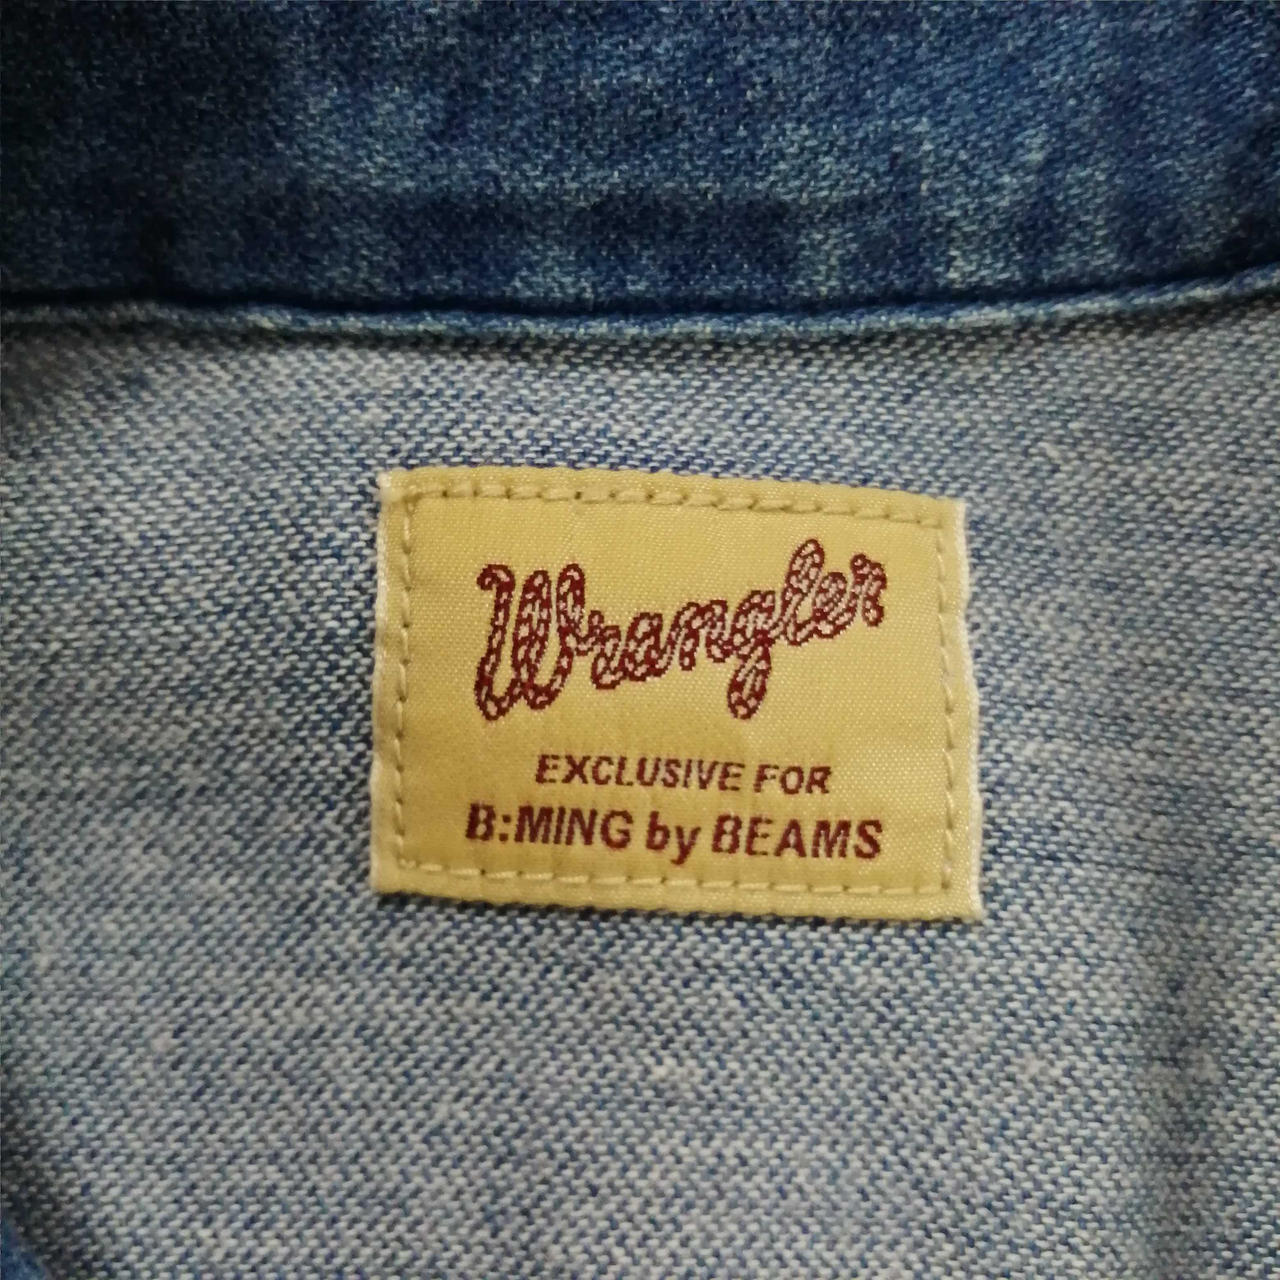 Wrangler
EXCLUSIVE FOR
B:MING by BEAMS